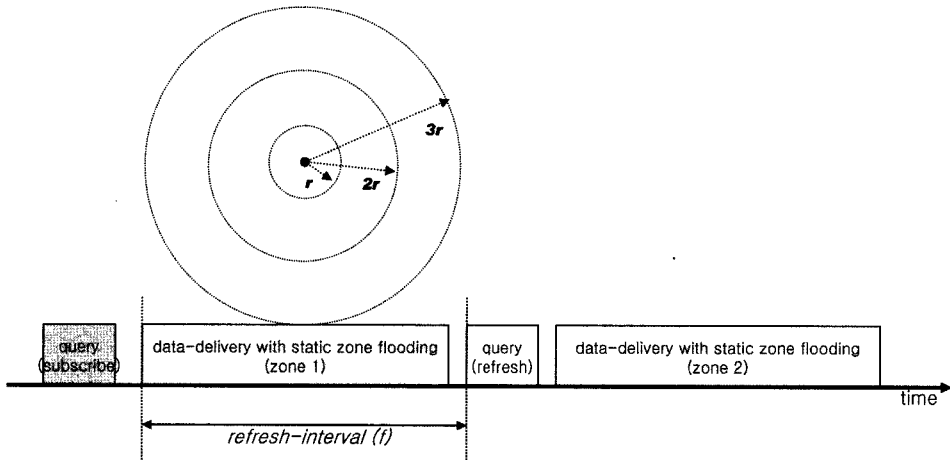 3r
r
2r
query
(subscribe)
data-delivery with static zone flooding
(zone 1)
query
(refresh)
data-delivery with static zone flooding
(zone 2)
time
refresh-interval (f)